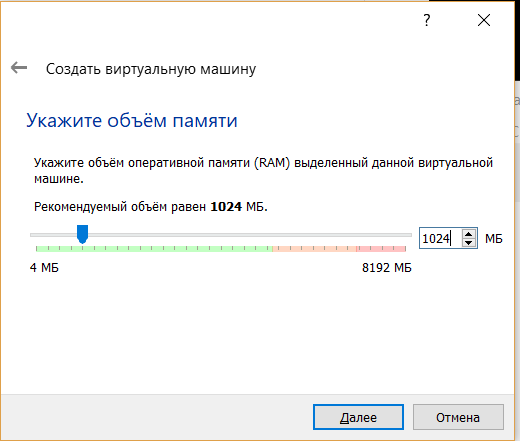 ?
Создать виртуальную машину
Укажите объём памяти
Укажите объём оперативной памяти (RAM) выделенный данной виртуальной
машине.
Рекомендуемый объём равен 1024 МБ.
1024 МБ
4 МБ 8192 МБ
Далее Отмена